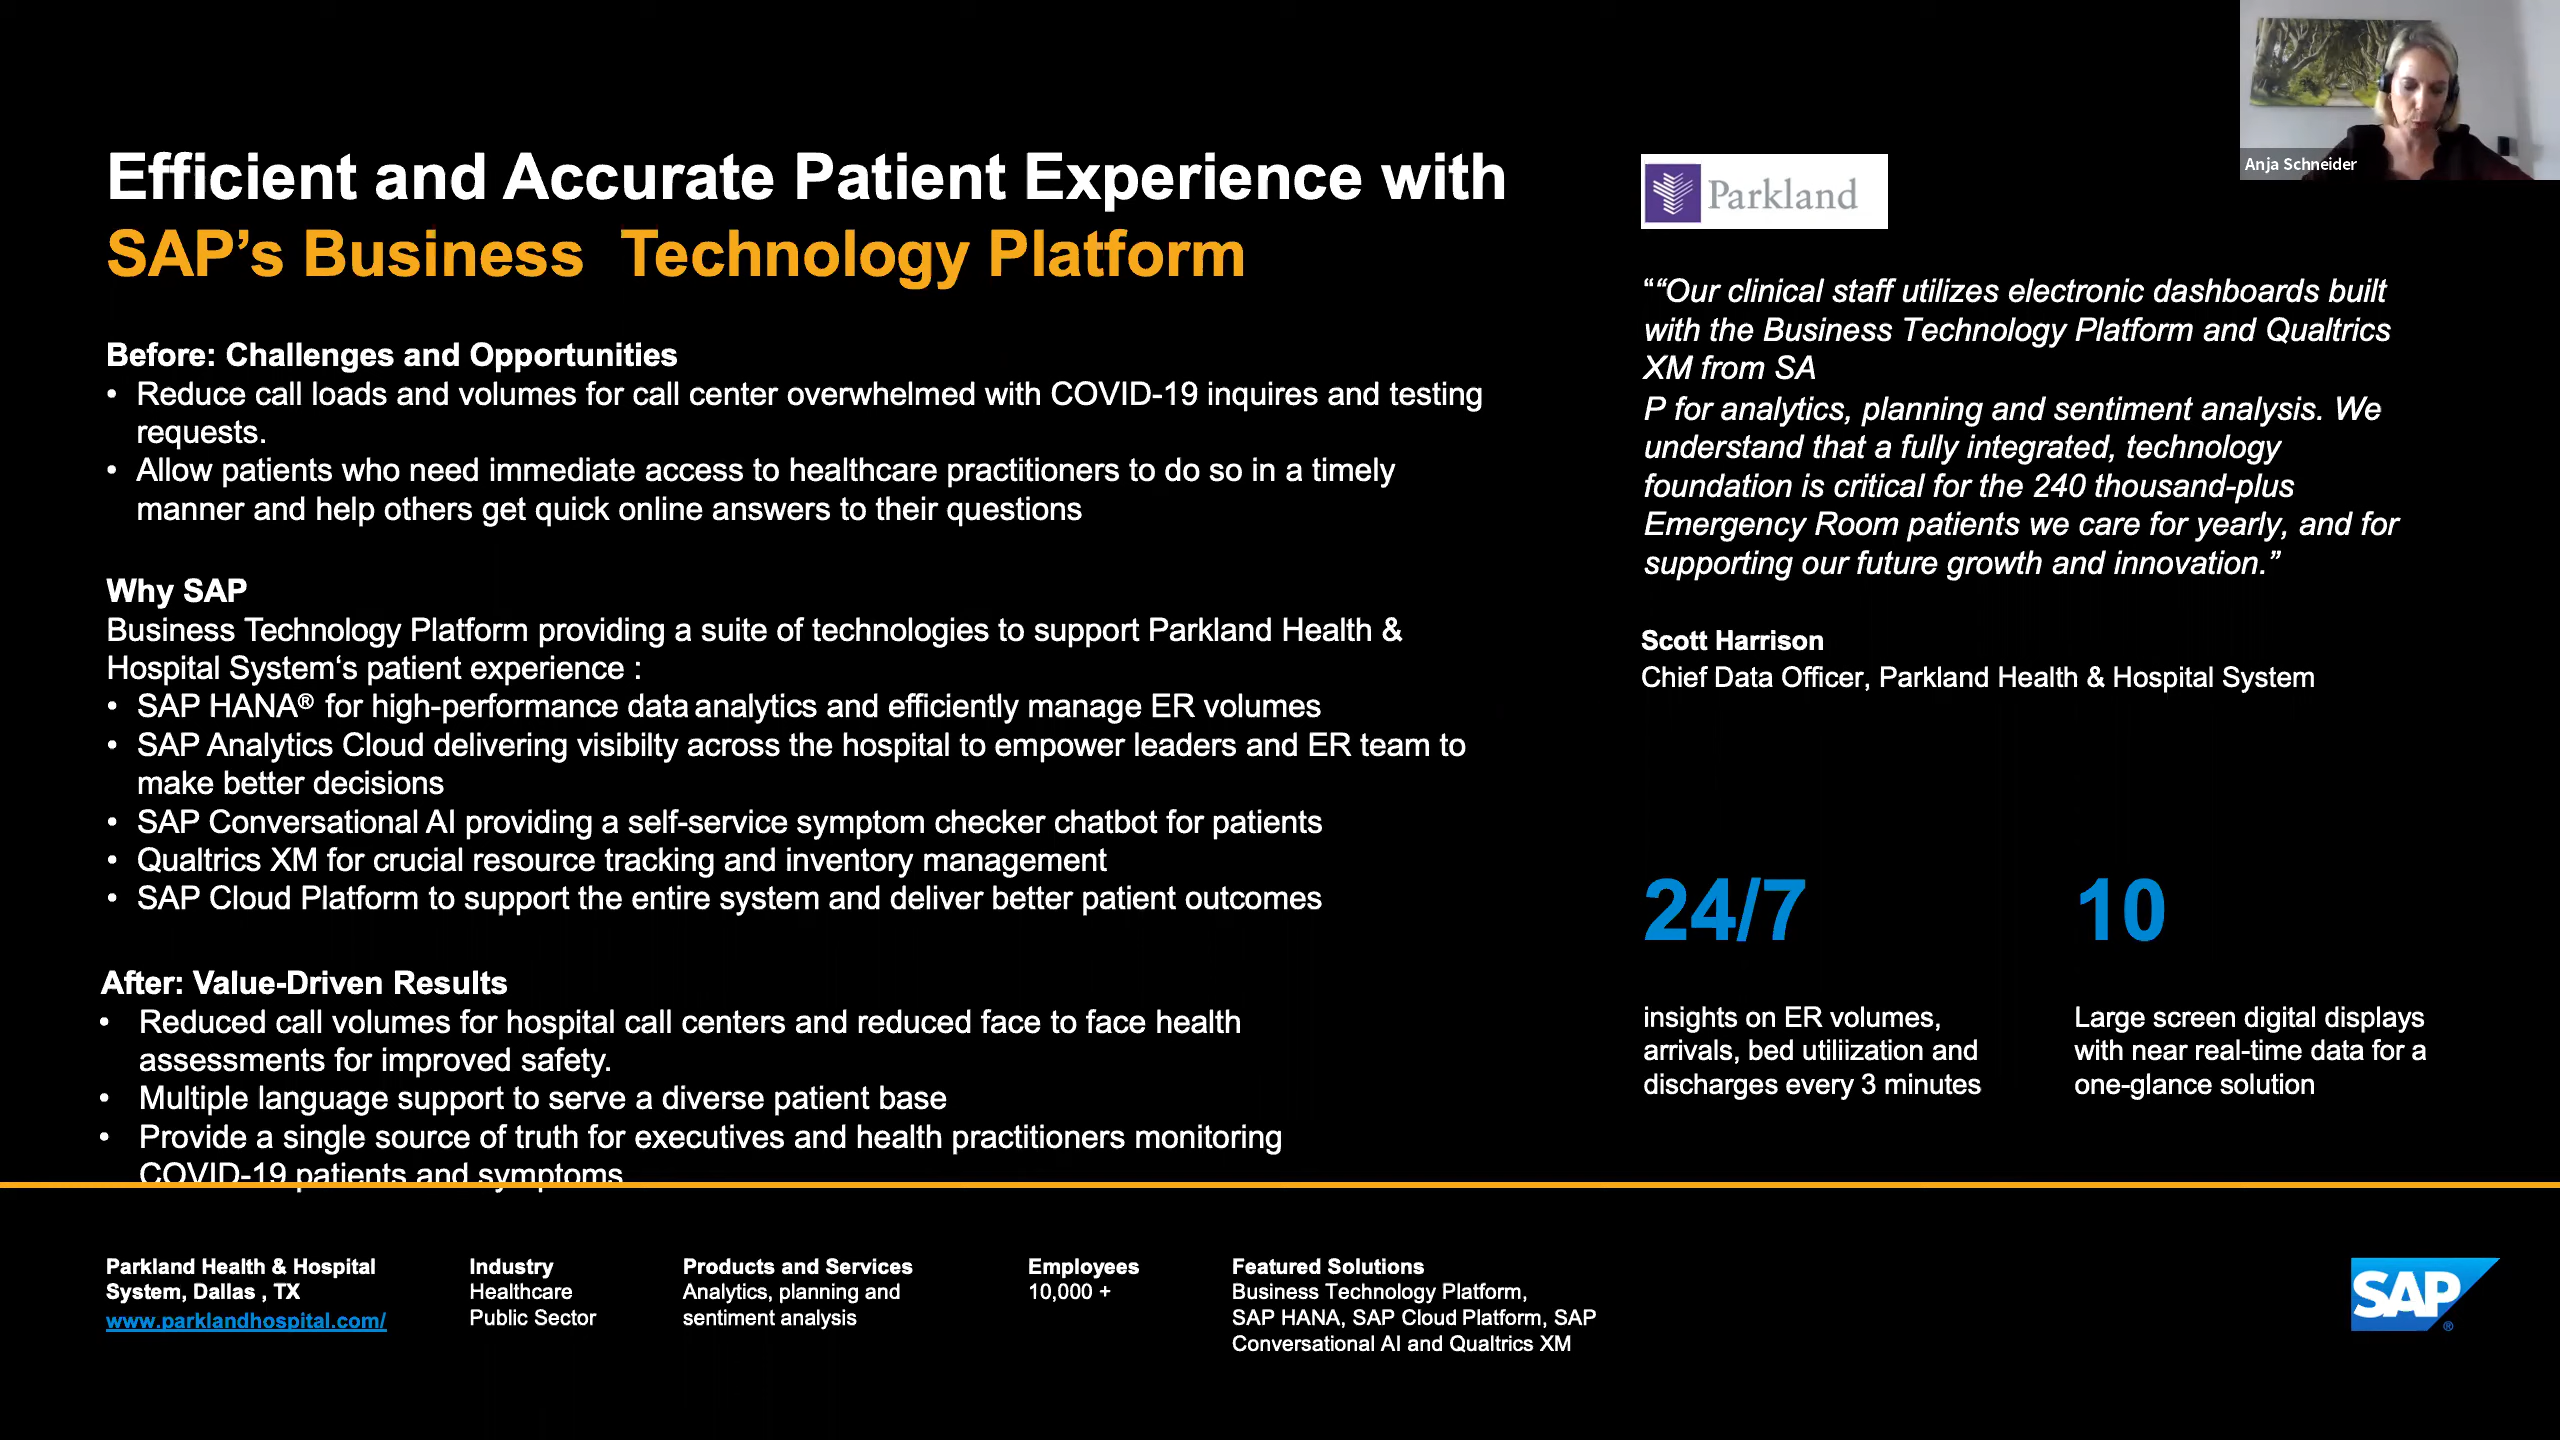 Efficient and Accurate Patient Experience with
SAP’s Business  Technology Platform
Before: Challenges and Opportunities
• Reduce call loads and volumes for call center overwhelmed with COVID-19 inquires and testing
requests.
• Allow patients who need immediate access to healthcare practitioners to do so in a timely
manner and help others get quick online answers to their questions
Why SAP
Business Technology Platform providing a suite of technologies to support Parkland Health &
Hospital System‘s patient experience :
• SAP HANA® for high-performance data analytics and efficiently manage ER volumes
• SAP Analytics Cloud delivering visibilty across the hospital to empower leaders and ER team to
make better decisions
• SAP Conversational AI providing a self-service symptom checker chatbot for patients
• Qualtrics XM for crucial resource tracking and inventory management
• SAP Cloud Platform to support the entire system and deliver better patient outcomes
After: Value-Driven Results
• Reduced call volumes for hospital call centers and reduced face to face health
assessments for improved safety.
• Multiple language support to serve a diverse patient base
• Provide a single source of truth for executives and health practitioners monitoring
COVID-19 patients and symptoms
Parkland
Anja Schneider
““Our clinical staff utilizes electronic dashboards built
with the Business Technology Platform and Qualtrics
XM from SA
P for analytics, planning and sentiment analysis. We
understand that a fully integrated, technology
foundation is critical for the 240 thousand-plus
Emergency Room patients we care for yearly, and for
supporting our future growth and innovation.”
Scott Harrison
Chief Data Officer, Parkland Health & Hospital System
24/7
insights on ER volumes,
arrivals, bed utiliization and
discharges every 3 minutes
10
Large screen digital displays
with near real-time data for a
one-glance solution
Parkland Health & Hospital
System, Dallas , TX
www.parklandhospital.com/
Industry
Healthcare
Public Sector
Products and Services
Analytics, planning and
sentiment analysis
Employees
10,000 +
Featured Solutions
Business Technology Platform,
SAP HANA, SAP Cloud Platform, SAP
Conversational AI and Qualtrics XM
SAP®